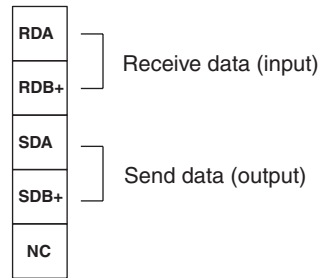 RDA
RDB+
Receive data (input)
SDA
SDB+
Send data (output)
NC